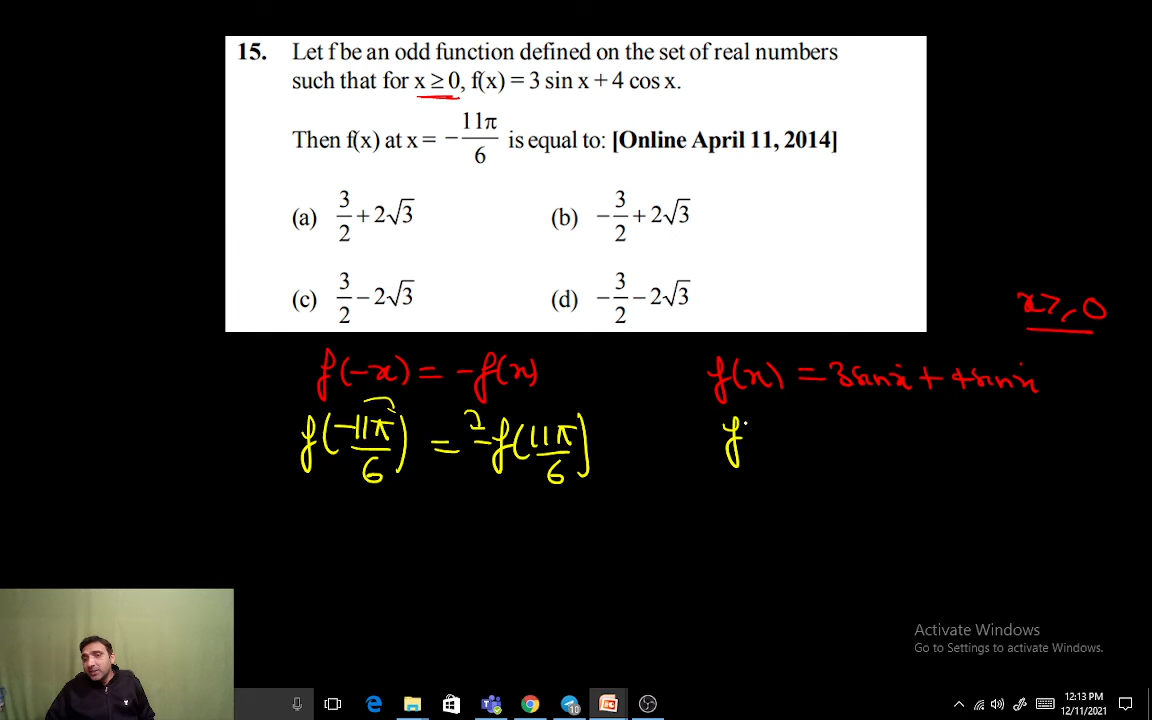 15. Let f be an odd function defined on the set of real numbers
such that for x ≥ 0, f(x) = 3 sin x + 4 cos x.
Then f(x) at x = −11π/6 is equal to: [Online April 11, 2014]
(a) 3/2 + 2√3 (b) −3/2 + 2√3
(c) 3/2 − 2√3 (d) −3/2 − 2√3
x ≥ 0
f(-x) = -f(x) f(x) = 3sinx + 4sinx
f(-11π/6) = -f(11π/6) f
Activate Windows
Go to Settings to activate Windows.
12:13 PM
12/11/2021